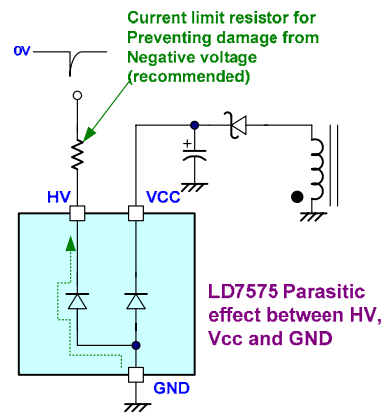 Current limit resistor for
Preventing damage from
Negative voltage
(recommended)
0V
+
HV
VCC
LD7575 Parasitic
effect between HV,
Vcc and GND
GND